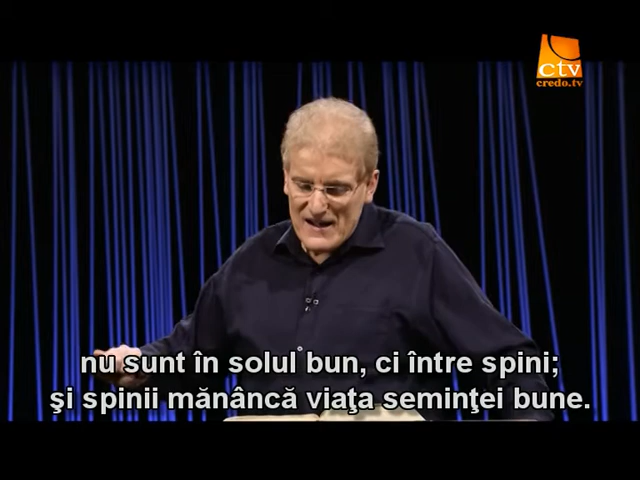 ctv
credo.tv
nu sunt în solul bun, ci între spini;
şi spinii mănâncă viaţa seminţei bune.